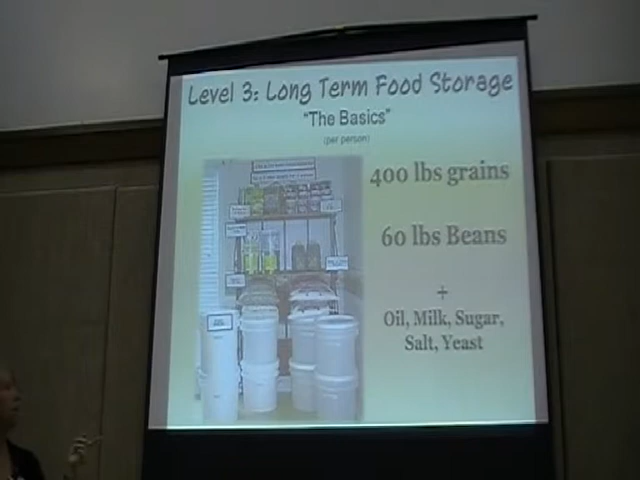 Level 3: Long Term Food Storage
"The Basics"
(per person)
400 lbs grains
60 lbs Beans
+
Oil, Milk, Sugar,
Salt, Yeast